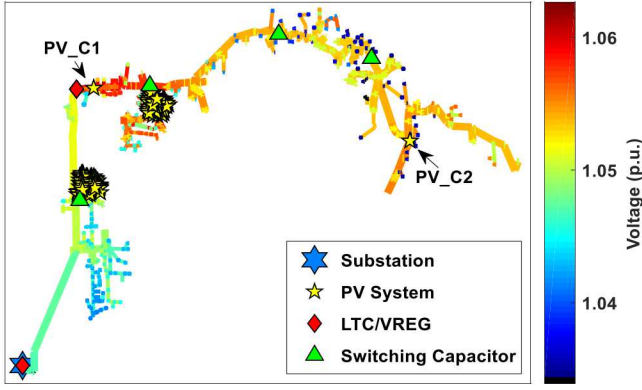 PV_C1
PV_C2
Substation
PV System
LTC/VREG
Switching Capacitor
1.06
1.05
1.04
Voltage (p.u.)